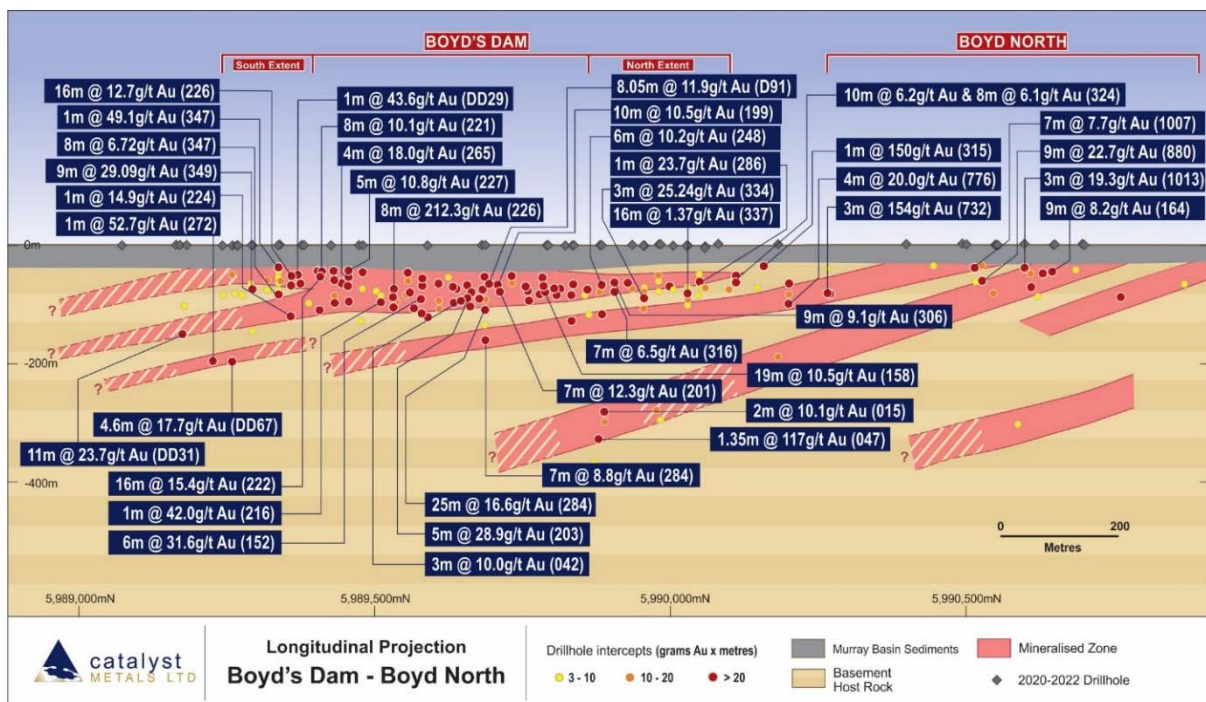 BOYD'S DAM
BOYD NORTH
South Extent
North Extent
16m @ 12.7g/t Au (226)
1m @ 49.1g/t Au (347)
8m @ 6.72g/t Au (347)
9m @ 29.09g/t Au (349)
1m @ 14.9g/t Au (224)
1m @ 52.7g/t Au (272)
1m @ 43.6g/t Au (DD29)
8m @ 10.1g/t Au (221)
4m @ 18.0g/t Au (265)
5m @ 10.8g/t Au (227)
8m @ 212.3g/t Au (226)
8.05m @ 11.9g/t Au (D91)
10m @ 10.5g/t Au (199)
6m @ 10.2g/t Au (248)
1m @ 23.7g/t Au (286)
3m @ 25.24g/t Au (334)
16m @ 1.37g/t Au (337)
10m @ 6.2g/t Au & 8m @ 6.1g/t Au (324)
1m @ 150g/t Au (315)
4m @ 20.0g/t Au (776)
3m @ 154g/t Au (732)
7m @ 7.7g/t Au (1007)
9m @ 22.7g/t Au (880)
3m @ 19.3g/t Au (1013)
9m @ 8.2g/t Au (164)
0m
-200m
-400m
?
?
?
?
?
?
?
9m @ 9.1g/t Au (306)
7m @ 6.5g/t Au (316)
19m @ 10.5g/t Au (158)
7m @ 12.3g/t Au (201)
2m @ 10.1g/t Au (015)
1.35m @ 117g/t Au (047)
4.6m @ 17.7g/t Au (DD67)
11m @ 23.7g/t Au (DD31)
16m @ 15.4g/t Au (222)
1m @ 42.0g/t Au (216)
6m @ 31.6g/t Au (152)
7m @ 8.8g/t Au (284)
25m @ 16.6g/t Au (284)
5m @ 28.9g/t Au (203)
3m @ 10.0g/t Au (042)
0 200
Metres
5,989,000mN 5,989,500mN 5,990,000mN 5,990,500mN
catalyst
METALS LTD
Longitudinal Projection
Boyd's Dam - Boyd North
Drillhole intercepts (grams Au x metres)
3 - 10 10 - 20 > 20
Murray Basin Sediments
Basement
Host Rock
Mineralised Zone
2020-2022 Drillhole